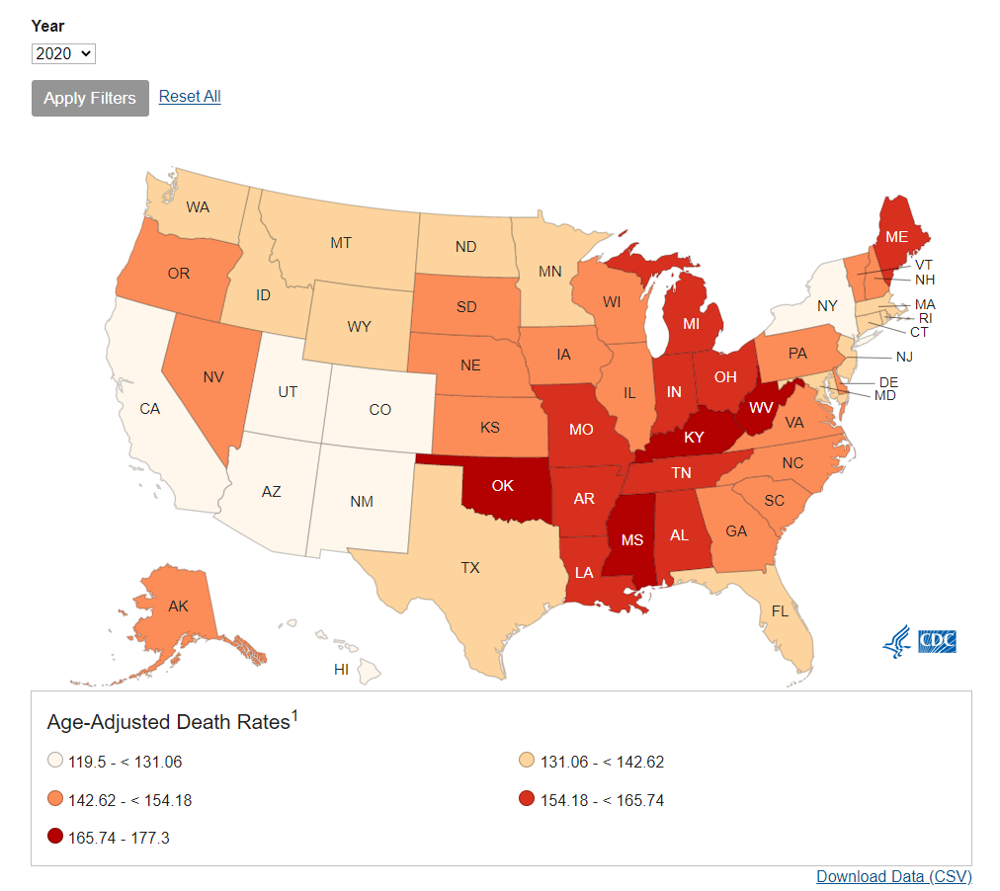 Year
2020
Apply Filters Reset All
WA
MT
ND
MN
ME
VT
NH
OR
ID
SD
WI
MI
NY
MA
RI
CT
WY
NE
IA
PA
NJ
NV
UT
CO
IL
IN
OH
DE
MD
CA
KS
MO
KY
WV
VA
AZ
NM
OK
AR
TN
NC
SC
TX
LA
MS
AL
GA
FL
AK
HI
CDC
Age-Adjusted Death Rates1
119.5 - < 131.06
131.06 - < 142.62
142.62 - < 154.18
154.18 - < 165.74
165.74 - 177.3
Download Data (CSV)